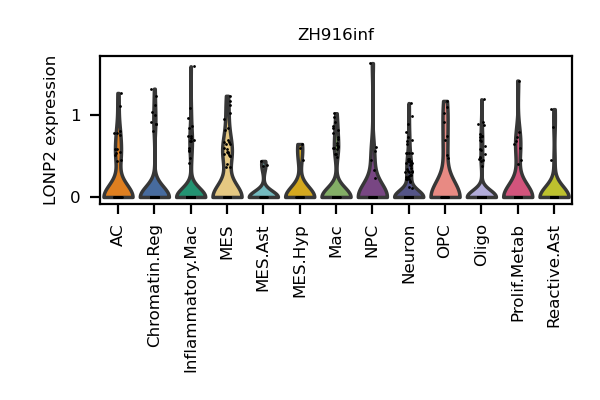 ZH916inf
LONP2 expression
1
0
AC
Chromatin.Reg
Inflammatory.Mac
MES
MES.Ast
MES.Hyp
Mac
NPC
Neuron
OPC
Oligo
Prolif.Metab
Reactive.Ast